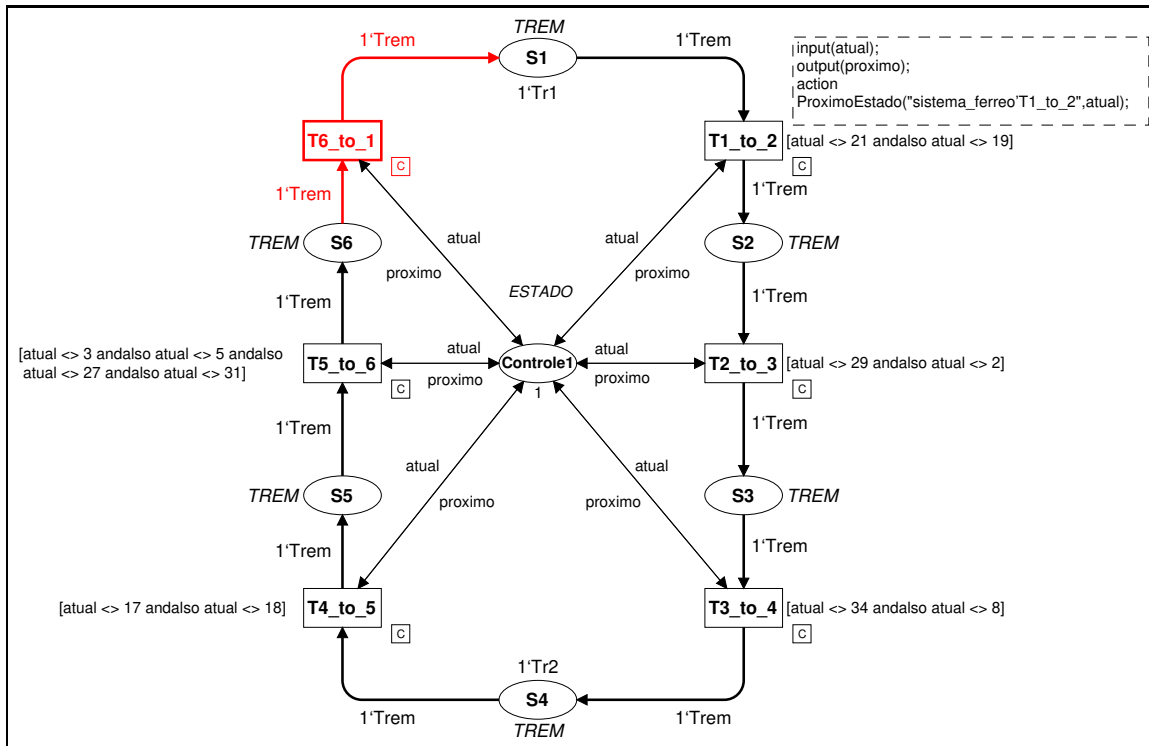 TREM
1'Trem
S1
1'Trem
1'Tr1
input(atual);
output(proximo);
action
ProximoEstado("sistema_ferreo'T1_to_2",atual);
T6_to_1
C
T1_to_2
[atual <> 21 andalso atual <> 19]
C
1'Trem
1'Trem
TREM
S6
atual
proximo
atual
proximo
S2
TREM
ESTADO
1'Trem
1'Trem
[atual <> 3 andalso atual <> 5 andalso
atual <> 27 andalso atual <> 31]
T5_to_6
C
atual
proximo
Controle1
1
atual
proximo
T2_to_3
[atual <> 29 andalso atual <> 2]
C
1'Trem
1'Trem
TREM
S5
atual
proximo
atual
proximo
S3
TREM
1'Trem
1'Trem
[atual <> 17 andalso atual <> 18]
T4_to_5
C
T3_to_4
[atual <> 34 andalso atual <> 8]
C
1'Tr2
S4
1'Trem
TREM
1'Trem